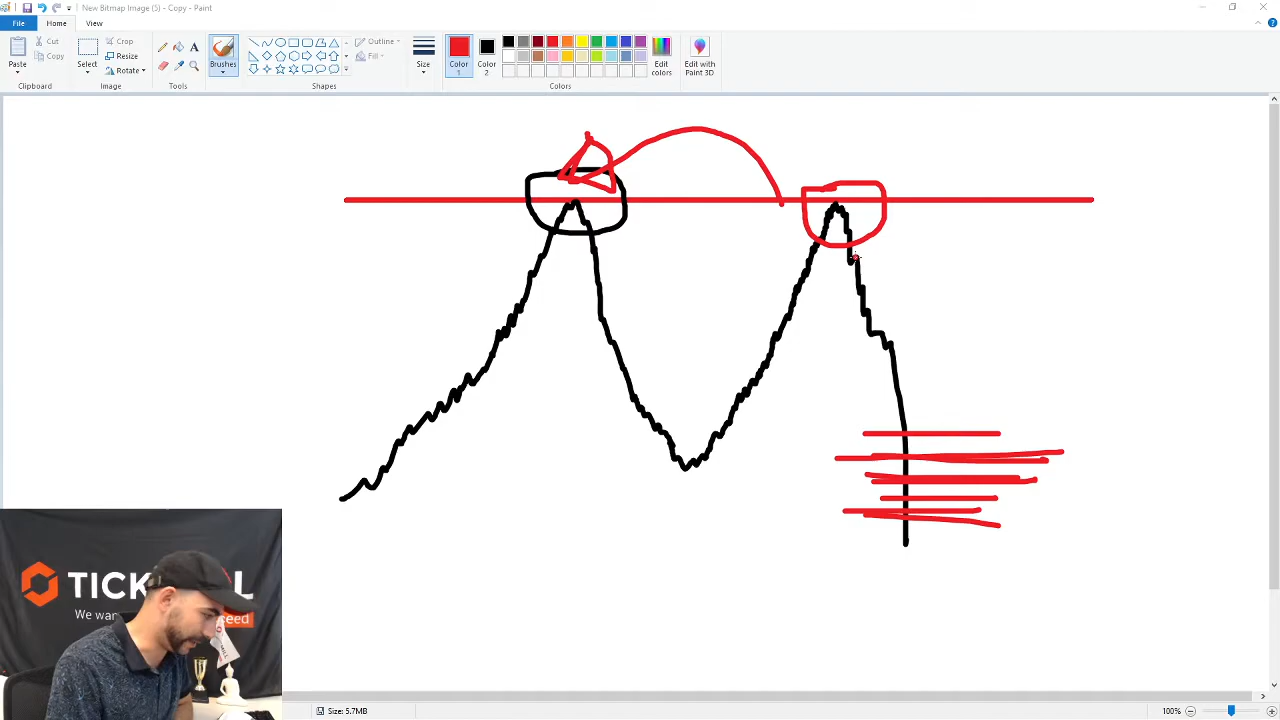 New Bitmap Image (5) - Copy - Paint
File Home View
Paste
Cut
Copy
Clipboard
Select
Crop
Resize
Rotate
Image
A
Tools
Brushes
Shapes
Outline
Fill
Size
Color
1
Color
2
Colors
Edit
colors
Edit with
Paint 3D
TICK
L
We wan
eed
Size: 5.7MB
100%